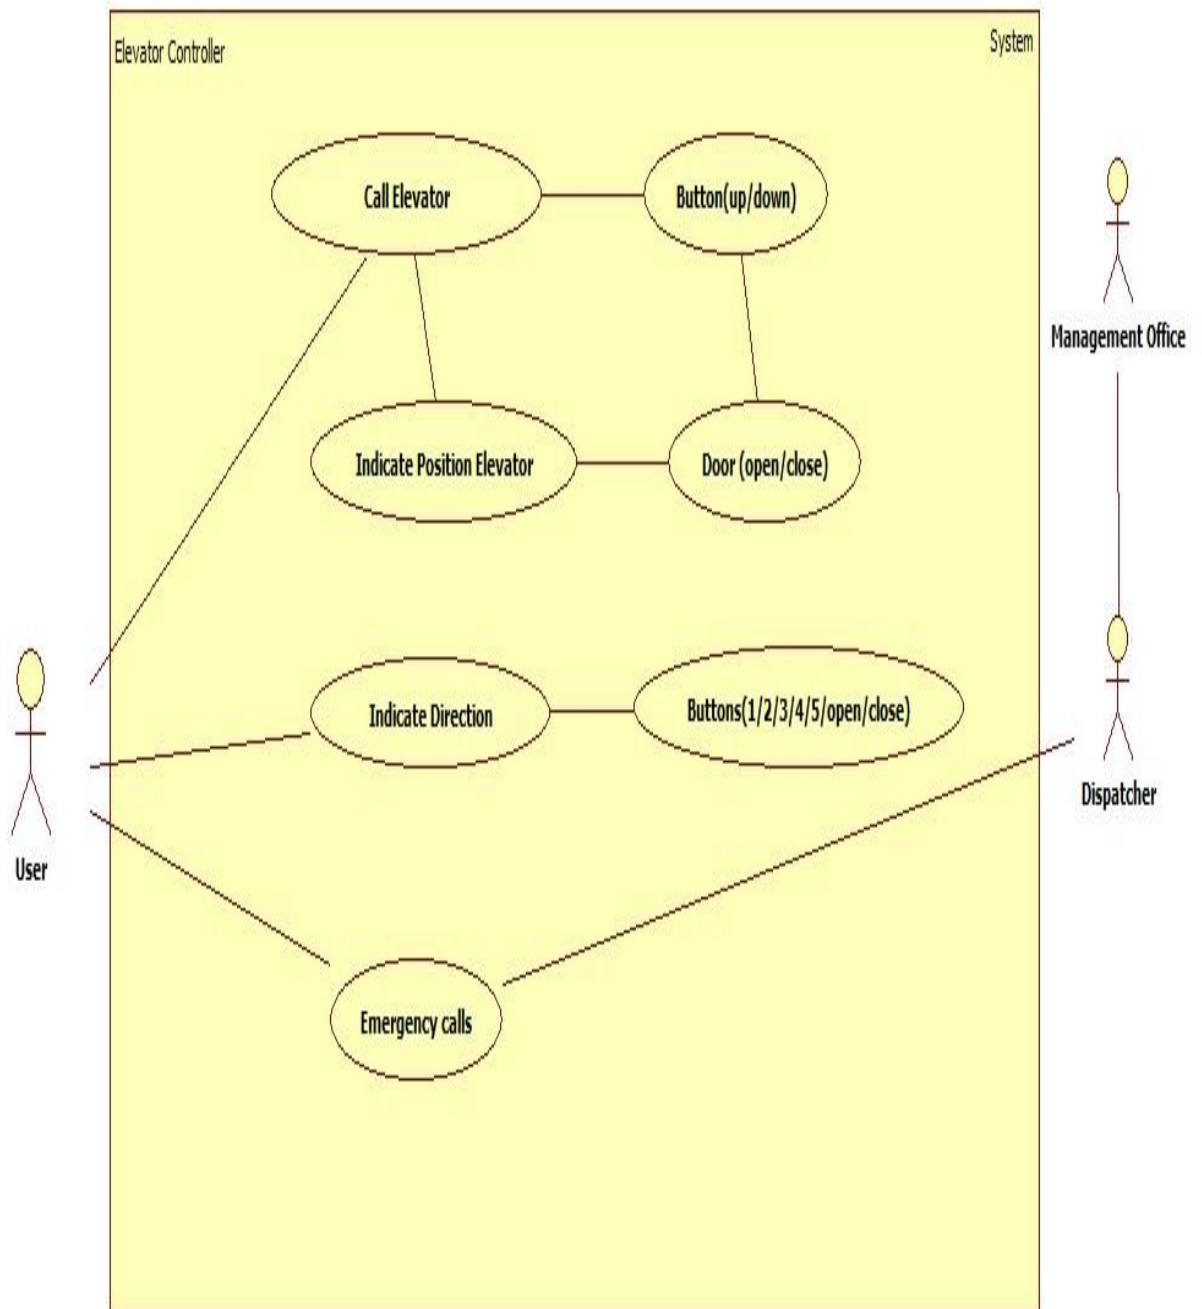 Elevator Controller
System
Call Elevator
Button(up/down)
Management Office
Indicate Position Elevator
Door (open/close)
Indicate Direction
Buttons(1/2/3/4/5/open/close)
Dispatcher
User
Emergency calls